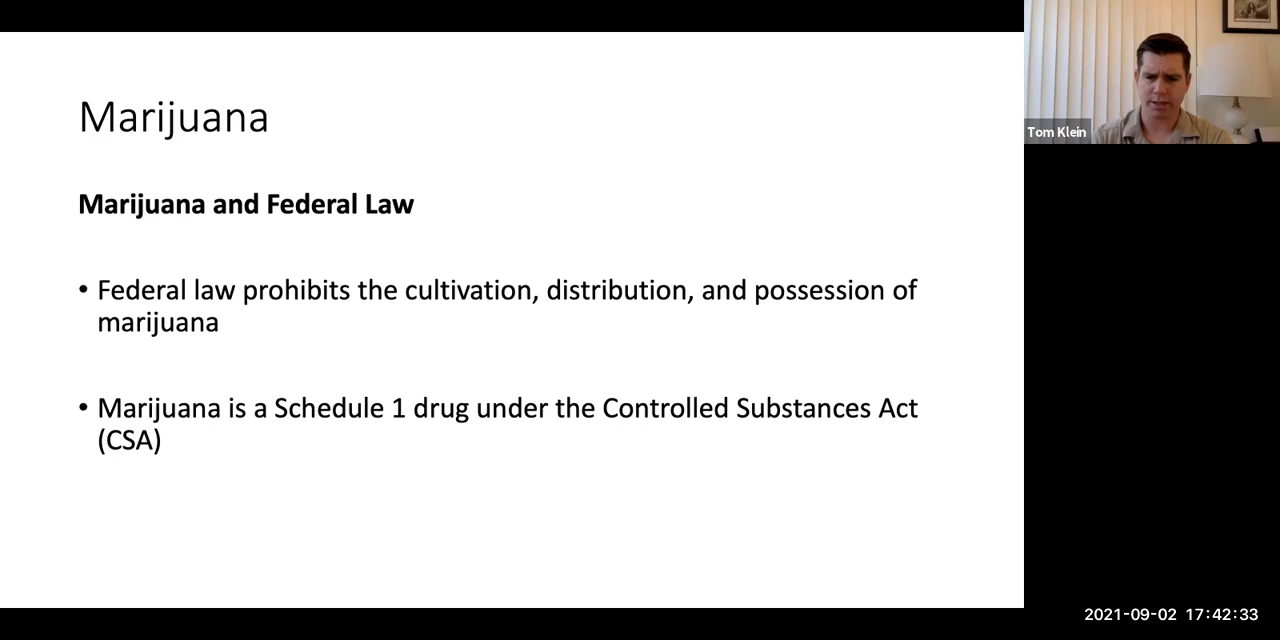 Marijuana
Marijuana and Federal Law
• Federal law prohibits the cultivation, distribution, and possession of
marijuana
• Marijuana is a Schedule 1 drug under the Controlled Substances Act
(CSA)
Tom Klein
2021-09-02 17:42:33